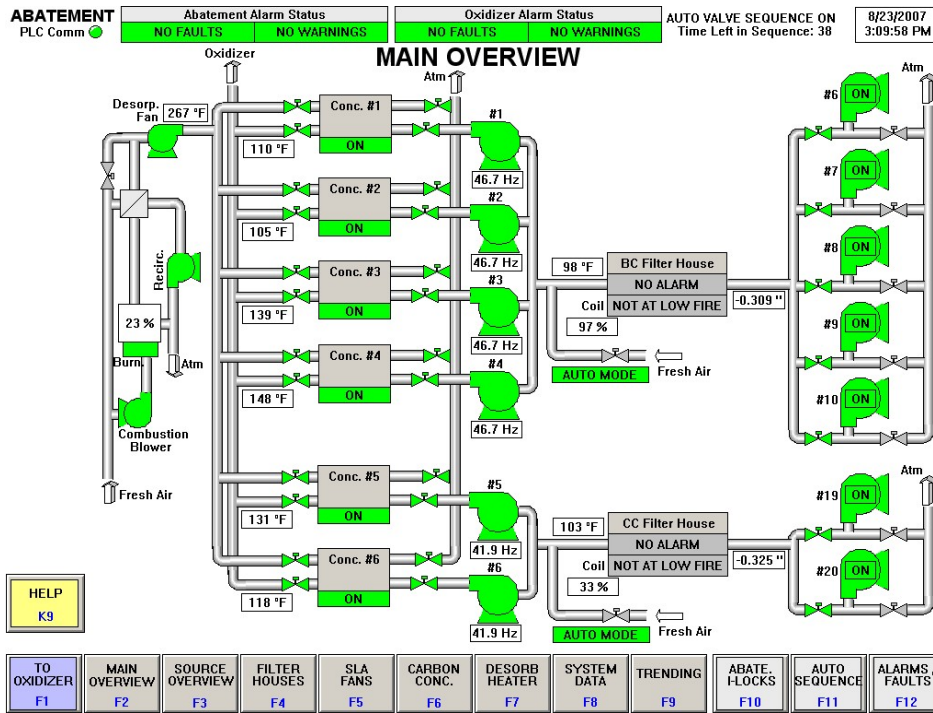 ABATEMENT
PLC Comm
Abatement Alarm Status
NO FAULTS
NO WARNINGS
Oxidizer Alarm Status
NO FAULTS
NO WARNINGS
AUTO VALVE SEQUENCE ON
Time Left in Sequence: 38
8/23/2007
3:09:58 PM
MAIN OVERVIEW
Oxidizer
Atm
Atm
Desorp.
Fan
267 °F
Conc. #1
ON
110 °F
#1
46.7 Hz
Conc. #2
ON
105 °F
#2
46.7 Hz
Conc. #3
ON
139 °F
#3
46.7 Hz
Conc. #4
ON
148 °F
#4
46.7 Hz
Conc. #5
ON
131 °F
#5
41.9 Hz
Conc. #6
ON
118 °F
#6
41.9 Hz
Recirc.
23 %
Burn.
Atm
Combustion
Blower
Fresh Air
98 °F
BC Filter House
NO ALARM
NOT AT LOW FIRE
Coil
97 %
-0.309 "
AUTO MODE
Fresh Air
#6
ON
#7
ON
#8
ON
#9
ON
#10
ON
103 °F
CC Filter House
NO ALARM
NOT AT LOW FIRE
Coil
33 %
-0.325 "
AUTO MODE
Fresh Air
Atm
#19
ON
#20
ON
HELP
K9
TO
OXIDIZER
F1
MAIN
OVERVIEW
F2
SOURCE
OVERVIEW
F3
FILTER
HOUSES
F4
SLA
FANS
F5
CARBON
CONC.
F6
DESORB
HEATER
F7
SYSTEM
DATA
F8
TRENDING
F9
ABATE.
I-LOCKS
F10
AUTO
SEQUENCE
F11
ALARMS /
FAULTS
F12